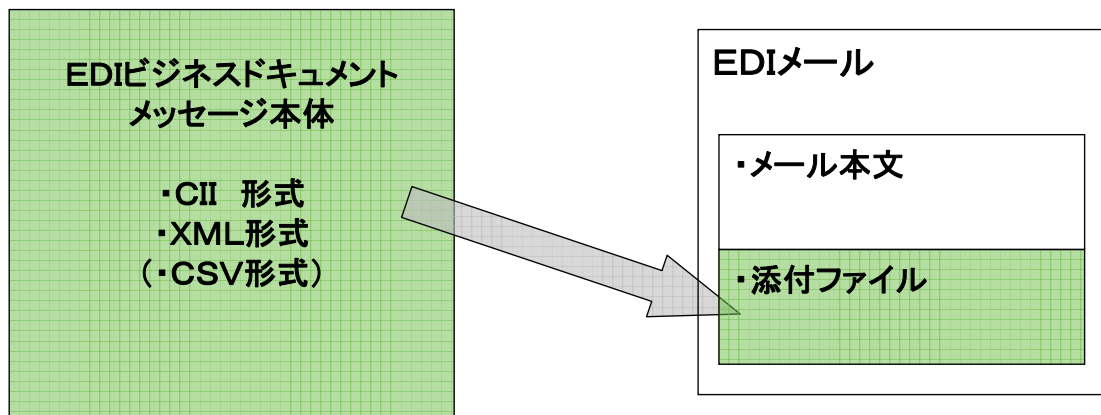 EDIビジネスドキュメント
メッセージ本体
・CII 形式
・XML形式
(・CSV形式)
EDIメール
・メール本文
・添付ファイル